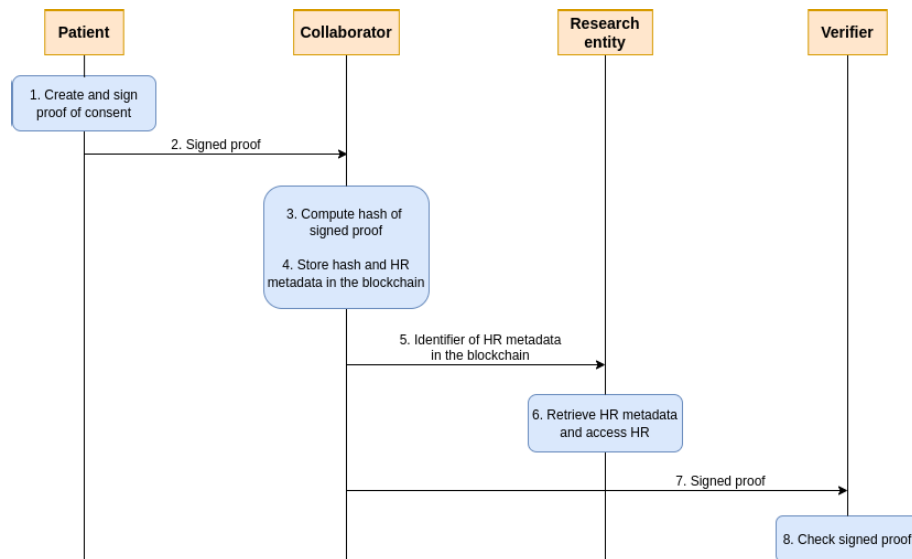 Patient
Collaborator
Research
entity
Verifier
1. Create and sign
proof of consent
2. Signed proof
3. Compute hash of
signed proof
4. Store hash and HR
metadata in the blockchain
5. Identifier of HR metadata
in the blockchain
6. Retrieve HR metadata
and access HR
7. Signed proof
8. Check signed proof